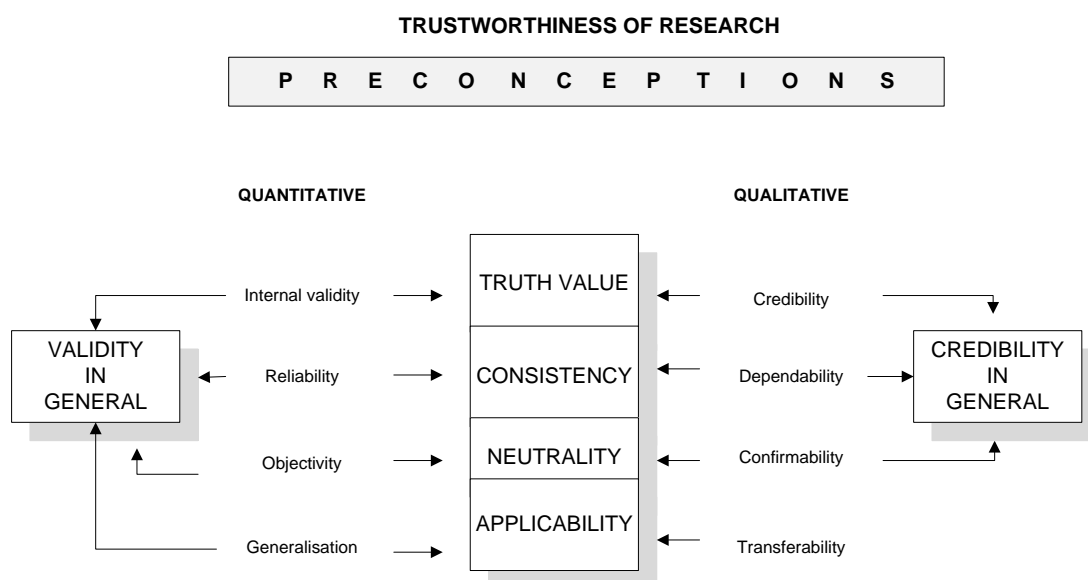 TRUSTWORTHINESS OF RESEARCH
P R E C O N C E P T I O N S
QUANTITATIVE
QUALITATIVE
Internal validity
TRUTH VALUE
Credibility
VALIDITY
IN
GENERAL
Reliability
CONSISTENCY
Dependability
CREDIBILITY
IN
GENERAL
Objectivity
NEUTRALITY
Confirmability
Generalisation
APPLICABILITY
Transferability